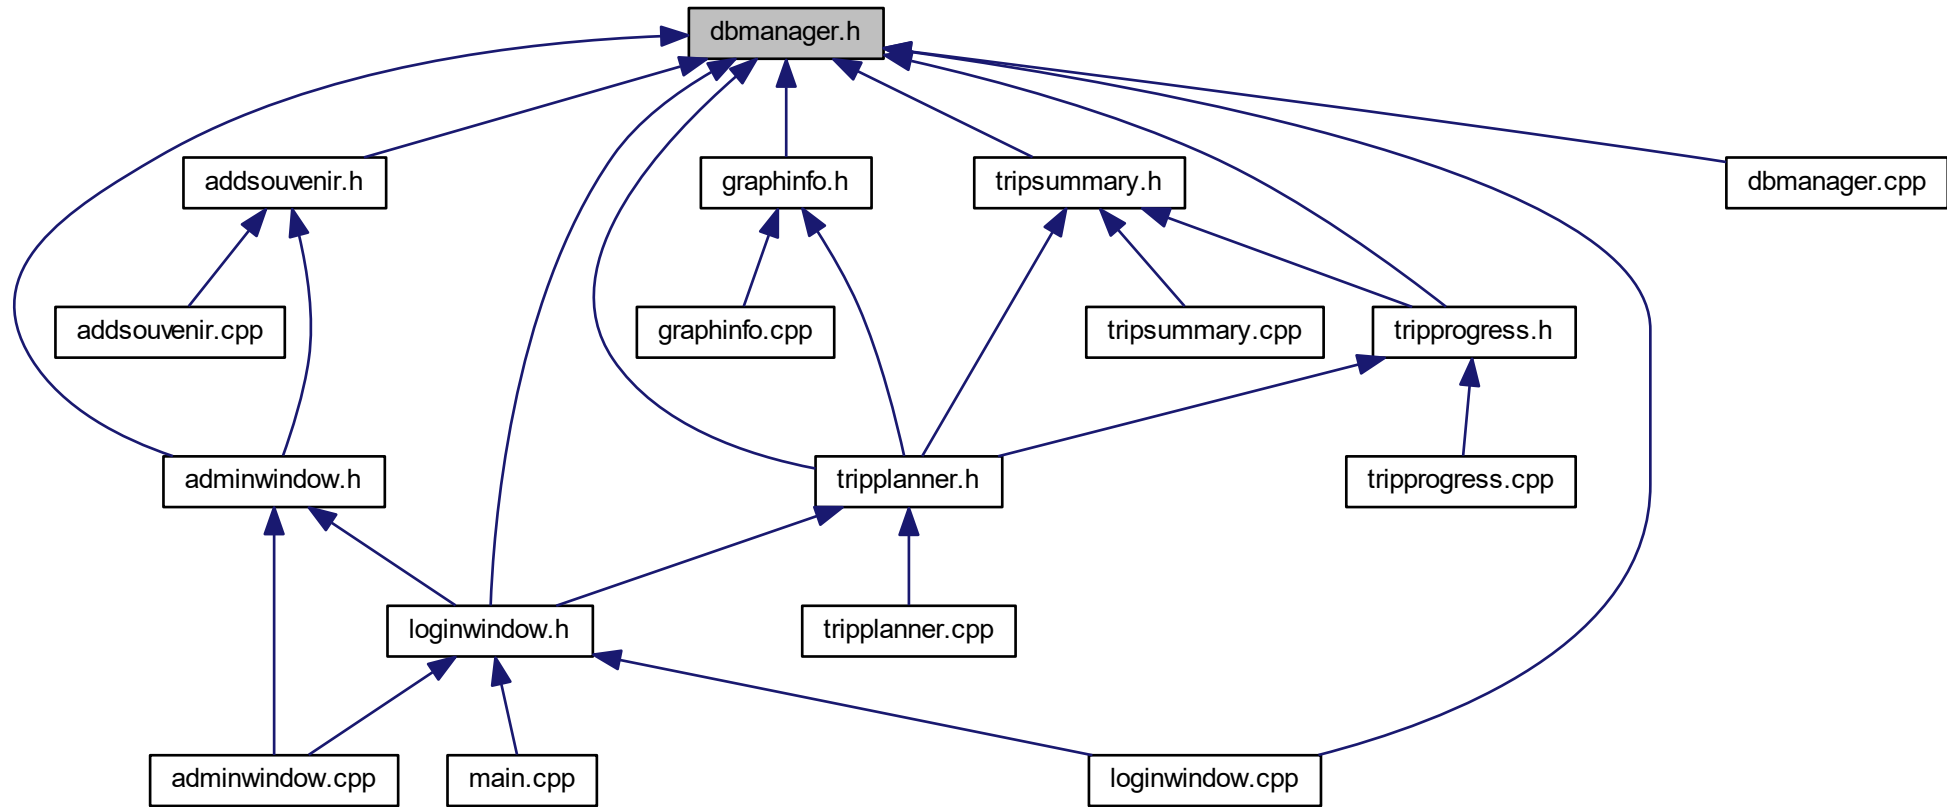 dbmanager.h
addsouvenir.h
graphinfo.h
tripsummary.h
dbmanager.cpp
addsouvenir.cpp
graphinfo.cpp
tripsummary.cpp
tripprogress.h
adminwindow.h
tripplanner.h
tripprogress.cpp
loginwindow.h
tripplanner.cpp
adminwindow.cpp
main.cpp
loginwindow.cpp